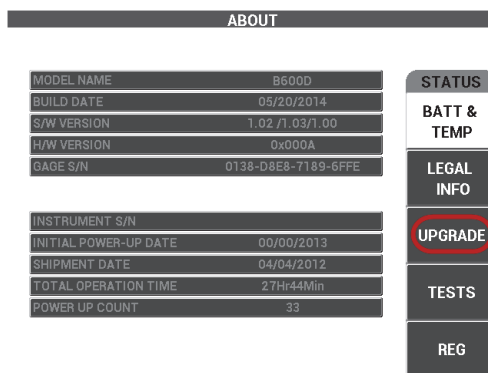 ABOUT
MODEL NAME B600D
BUILD DATE 05/20/2014
S/W VERSION 1.02 /1.03/1.00
H/W VERSION 0x000A
GAGE S/N 0138-D8E8-7189-6FFE
INSTRUMENT S/N
INITIAL POWER-UP DATE 00/00/2013
SHIPMENT DATE 04/04/2012
TOTAL OPERATION TIME 27Hr44Min
POWER UP COUNT 33
STATUS
BATT &
TEMP
LEGAL
INFO
UPGRADE
TESTS
REG